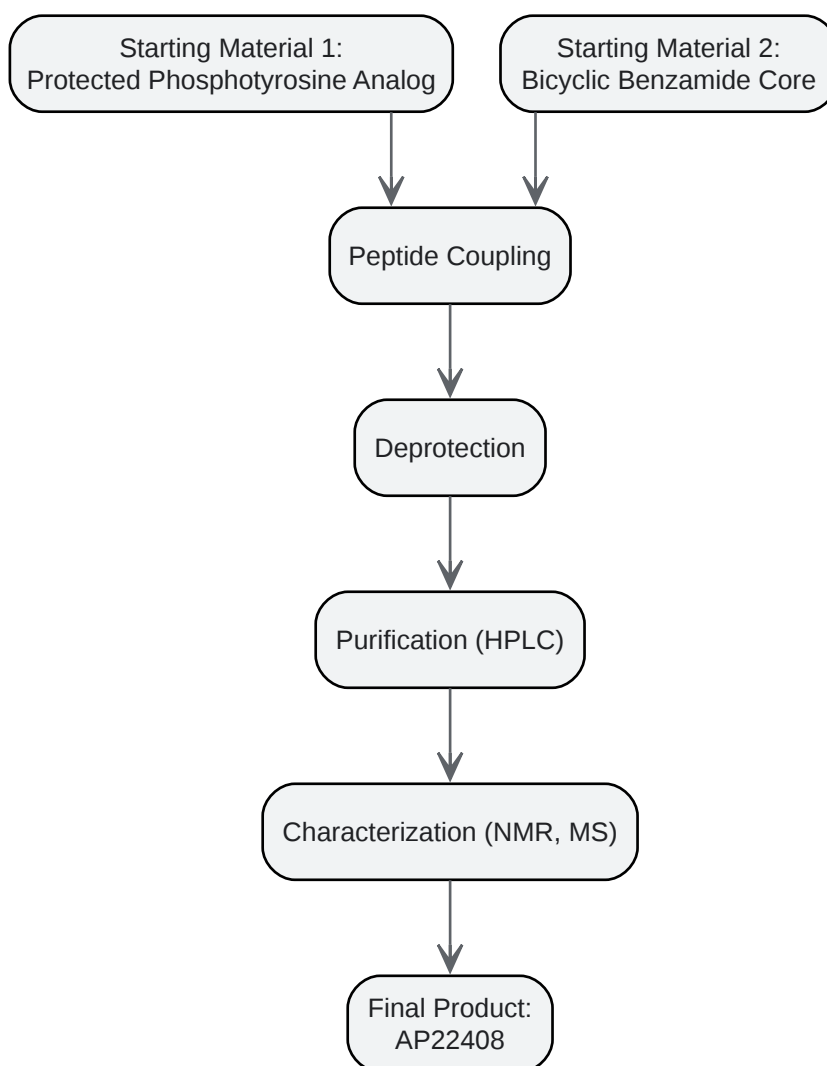 Starting Material 1:
Protected Phosphotyrosine Analog
Starting Material 2:
Bicyclic Benzamide Core
Peptide Coupling
Deprotection
Purification (HPLC)
Characterization (NMR, MS)
Final Product:
AP22408